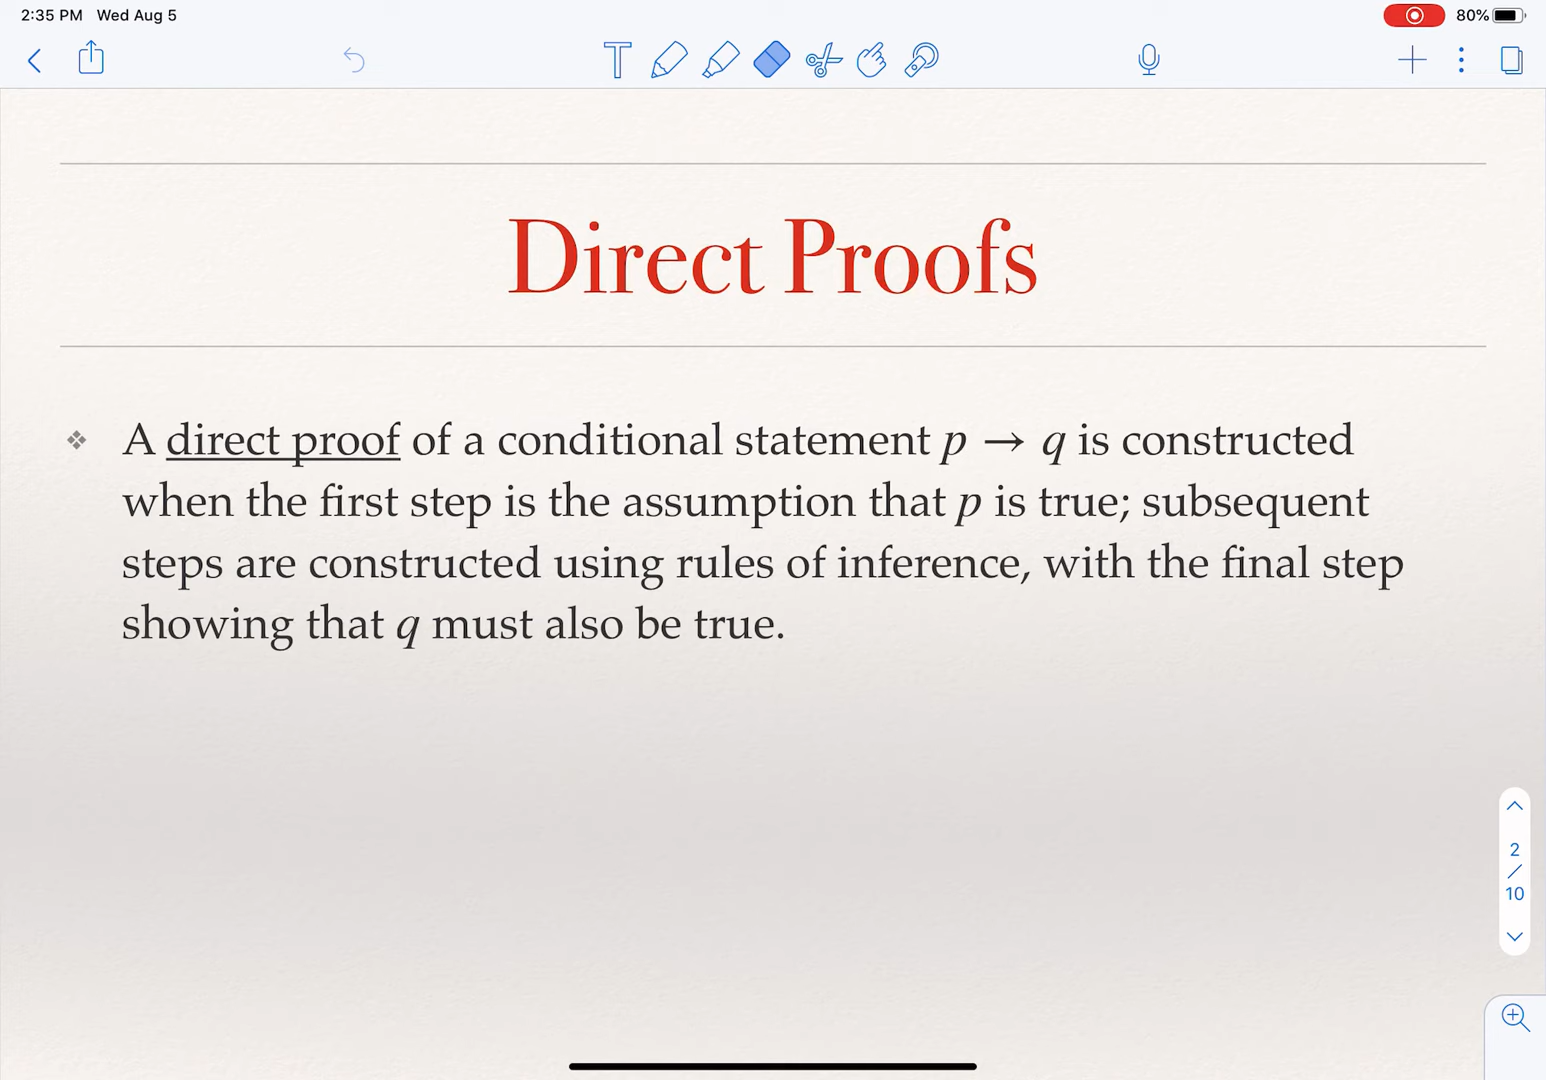 2:35 PM Wed Aug 5
80%
Direct Proofs
❖ A direct proof of a conditional statement p → q is constructed
when the first step is the assumption that p is true; subsequent
steps are constructed using rules of inference, with the final step
showing that q must also be true.
2
/
10